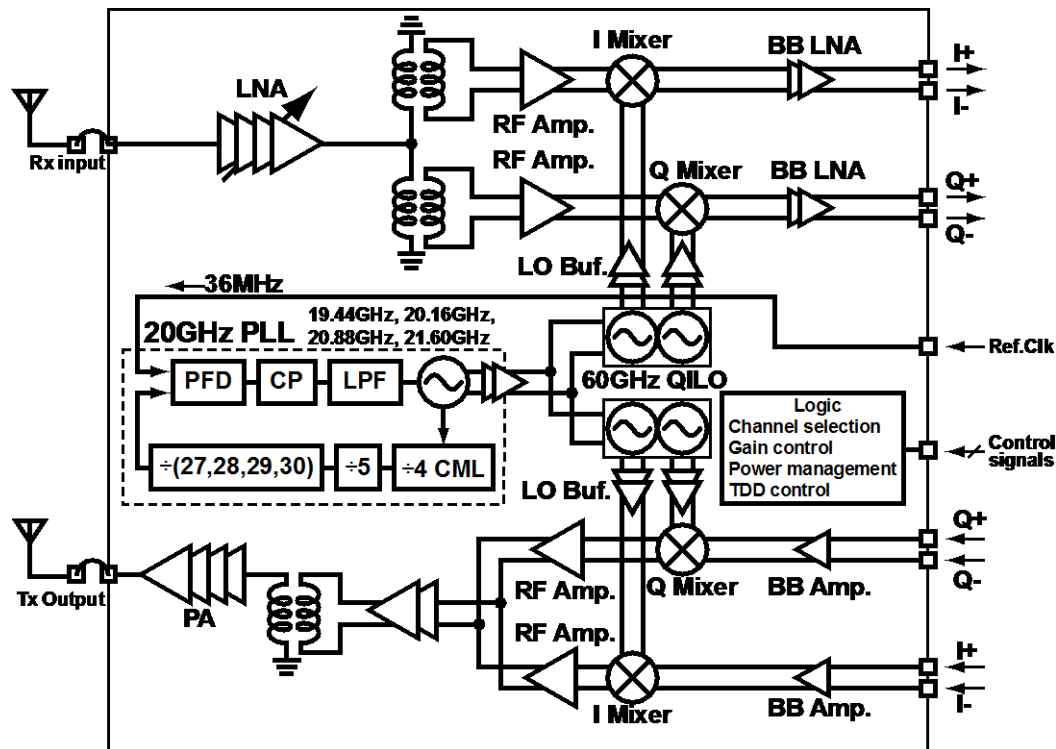 I Mixer
BB LNA
I+
I-
LNA
RF Amp.
Rx input
RF Amp.
Q Mixer
BB LNA
Q+
Q-
LO Buf.
36MHz
19.44GHz, 20.16GHz,
20GHz PLL
20.88GHz, 21.60GHz
Ref.Clk
PFD
CP
LPF
60GHz QILO
Logic
Channel selection
Gain control
Power management
TDD control
Control
signals
÷(27,28,29,30)
÷5
÷4 CML
LO Buf.
Q+
Q-
RF Amp.
Q Mixer
BB Amp.
Tx Output
PA
RF Amp.
I+
I-
I Mixer
BB Amp.